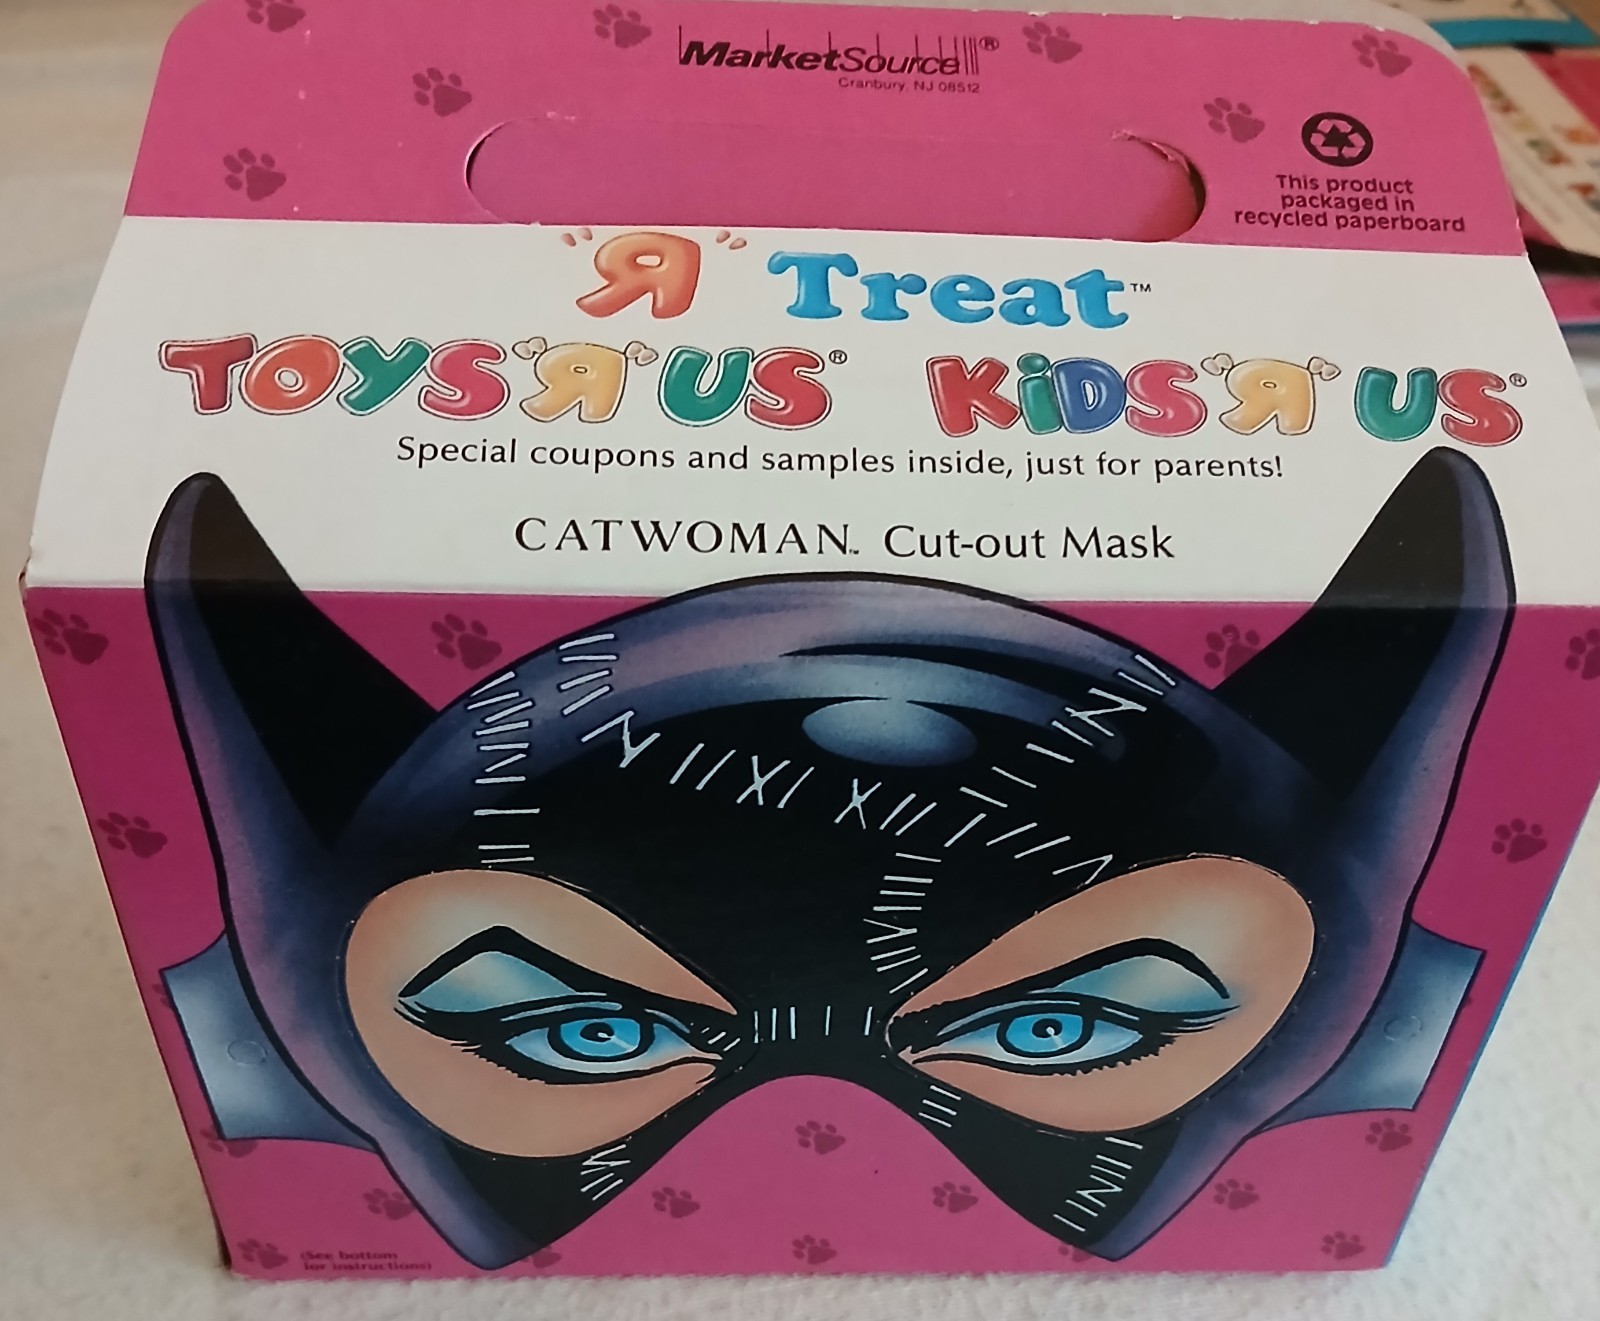 MarketSource®
Cranbury, NJ 08512
This product
packaged in
recycled paperboard
"Я" Treat™
TOYS"Я"US® KiDS"Я"US®
Special coupons and samples inside, just for parents!
CATWOMAN™ Cut-out Mask
(See bottom
for instructions)